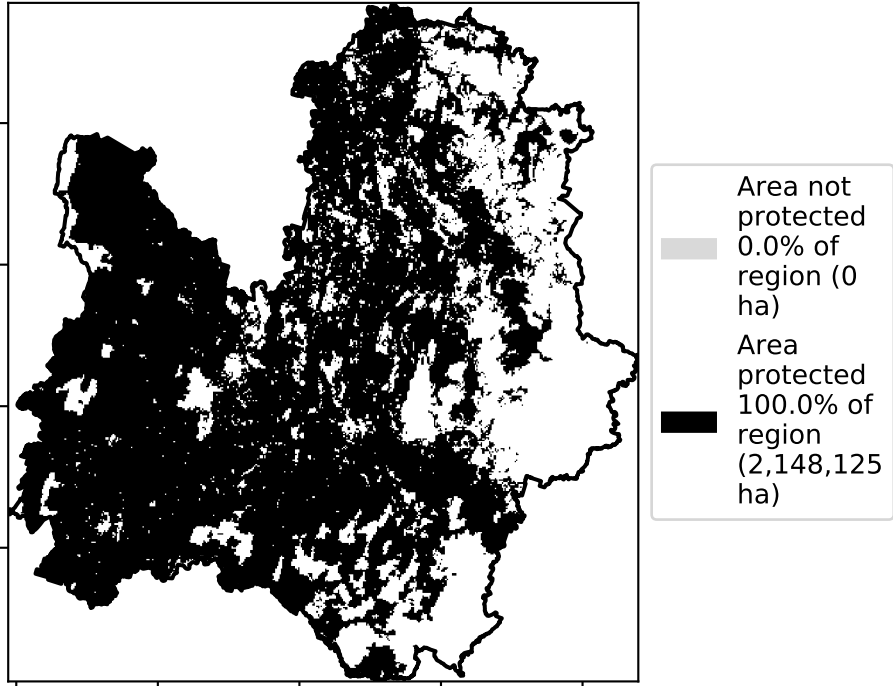 Area not
protected
0.0% of
region (0
ha)
Area
protected
100.0% of
region
(2,148,125
ha)